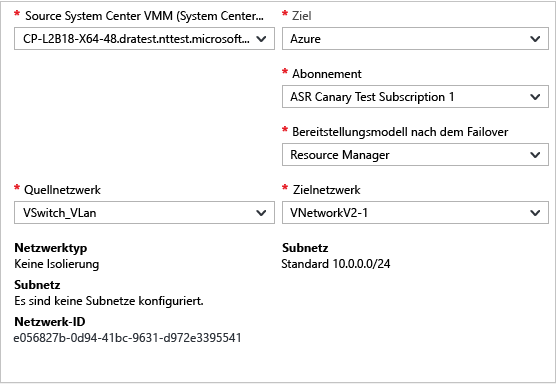 * Source System Center VMM (System Center...
CP-L2B18-X64-48.dratest.nttest.microsoft...
* Ziel
Azure
* Abonnement
ASR Canary Test Subscription 1
* Bereitstellungsmodell nach dem Failover
Resource Manager
* Quellnetzwerk
VSwitch_VLan
* Zielnetzwerk
VNetworkV2-1
Netzwerktyp
Keine Isolierung
Subnetz
Es sind keine Subnetze konfiguriert.
Netzwerk-ID
e056827b-0d94-41bc-9631-d972e3395541
Subnetz
Standard 10.0.0.0/24